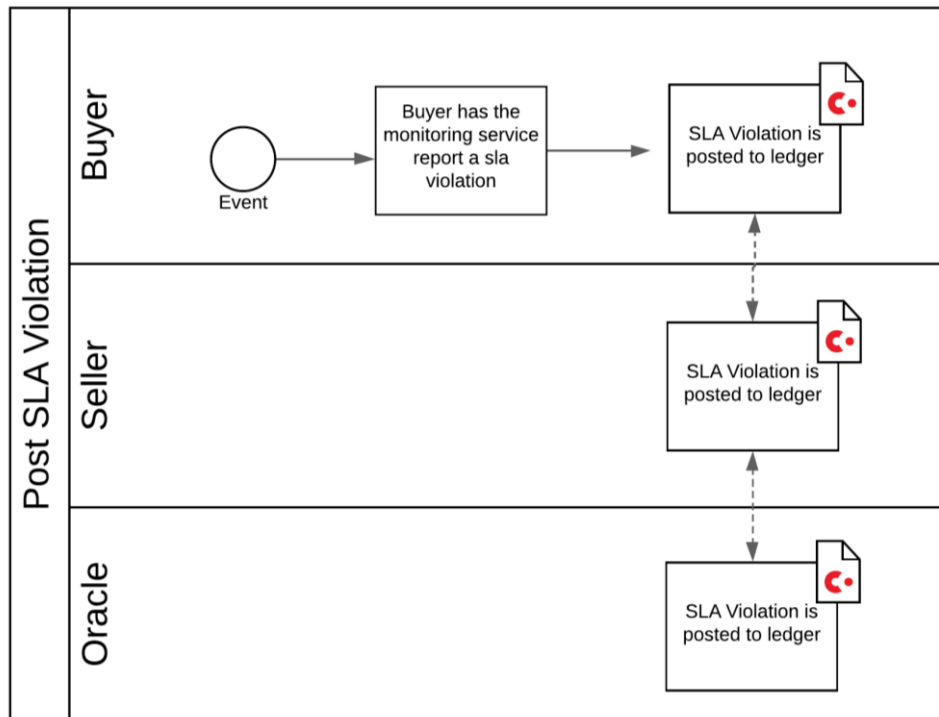 Post SLA Violation
Buyer
Event
Buyer has the
monitoring service
report a sla
violation
SLA Violation is
posted to ledger
Seller
SLA Violation is
posted to ledger
Oracle
SLA Violation is
posted to ledger